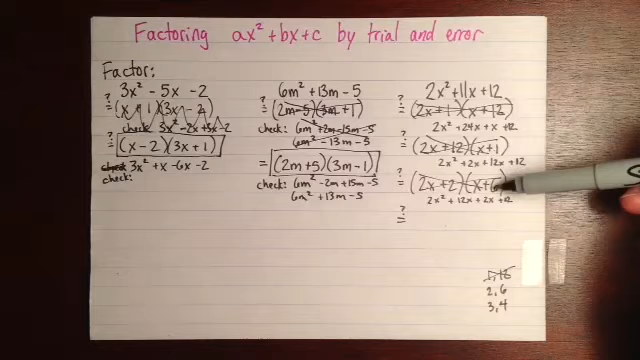 Factoring ax² + bx + c by trial and error
Factor:
3x² - 5x - 2
≟ (x + 1)(3x - 2)
check: 3x² - 2x + 3x - 2
≟ (x - 2)(3x + 1)
check 3x² + x - 6x - 2
check:
6m² + 13m - 5
≟ (2m - 5)(3m + 1)
check: 6m² + 2m - 15m - 5
6m² - 13m - 5
= (2m + 5)(3m - 1)
check: 6m² - 2m + 15m - 5
6m² + 13m - 5
2x² + 11x + 12
≟ (2x + 1)(x + 12)
2x² + 24x + x + 12
≟ (2x + 12)(x + 1)
2x² + 2x + 12x + 12
≟ (2x + 2)(x + 6)
2x² + 12x + 2x + 12
≟
1, 12
2, 6
3, 4